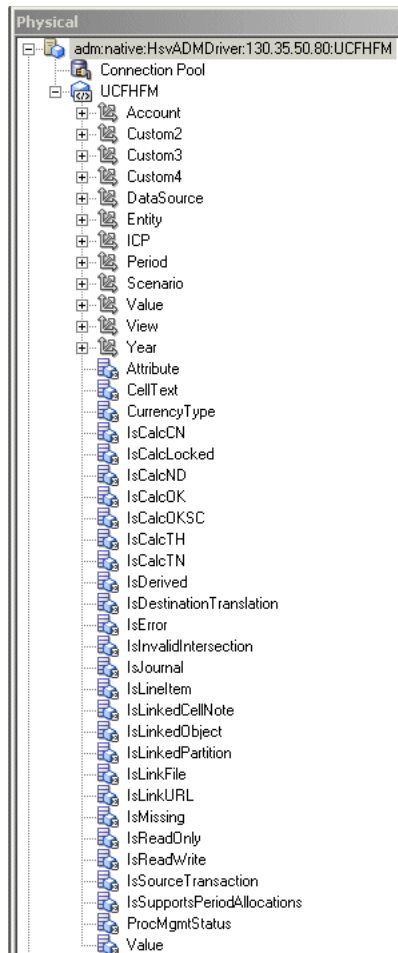 Physical
adm:native:HsvADMDriver:130.35.50.80:UCFHFM
Connection Pool
UCFHFM
Account
Custom2
Custom3
Custom4
DataSource
Entity
ICP
Period
Scenario
Value
View
Year
Attribute
CellText
CurrencyType
IsCalcCN
IsCalcLocked
IsCalcND
IsCalcOK
IsCalcOKSC
IsCalcTH
IsCalcTN
IsDerived
IsDestinationTranslation
IsError
IsInvalidIntersection
IsJournal
IsLineItem
IsLinkedCellNote
IsLinkedObject
IsLinkedPartition
IsLinkFile
IsLinkURL
IsMissing
IsReadOnly
IsReadWrite
IsSourceTransaction
IsSupportsPeriodAllocations
ProcMgmtStatus
Value